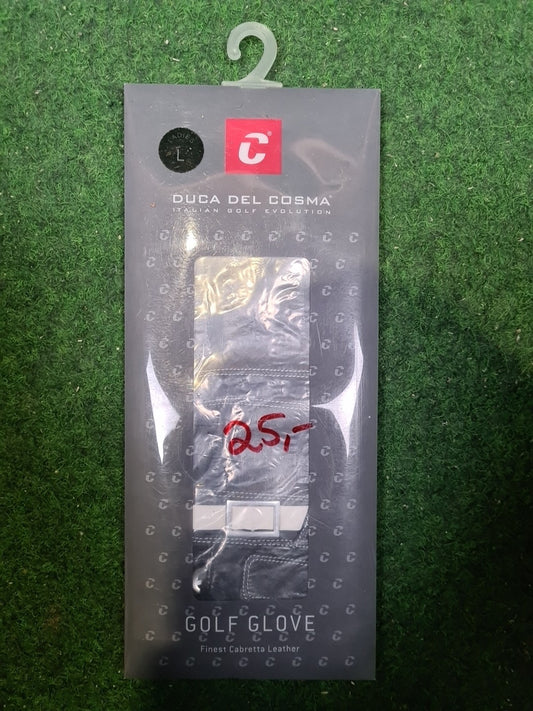 LADIES
L
C
DUCA DEL COSMA®
ITALIAN GOLF EVOLUTION
25,-
GOLF GLOVE
Finest Cabretta Leather